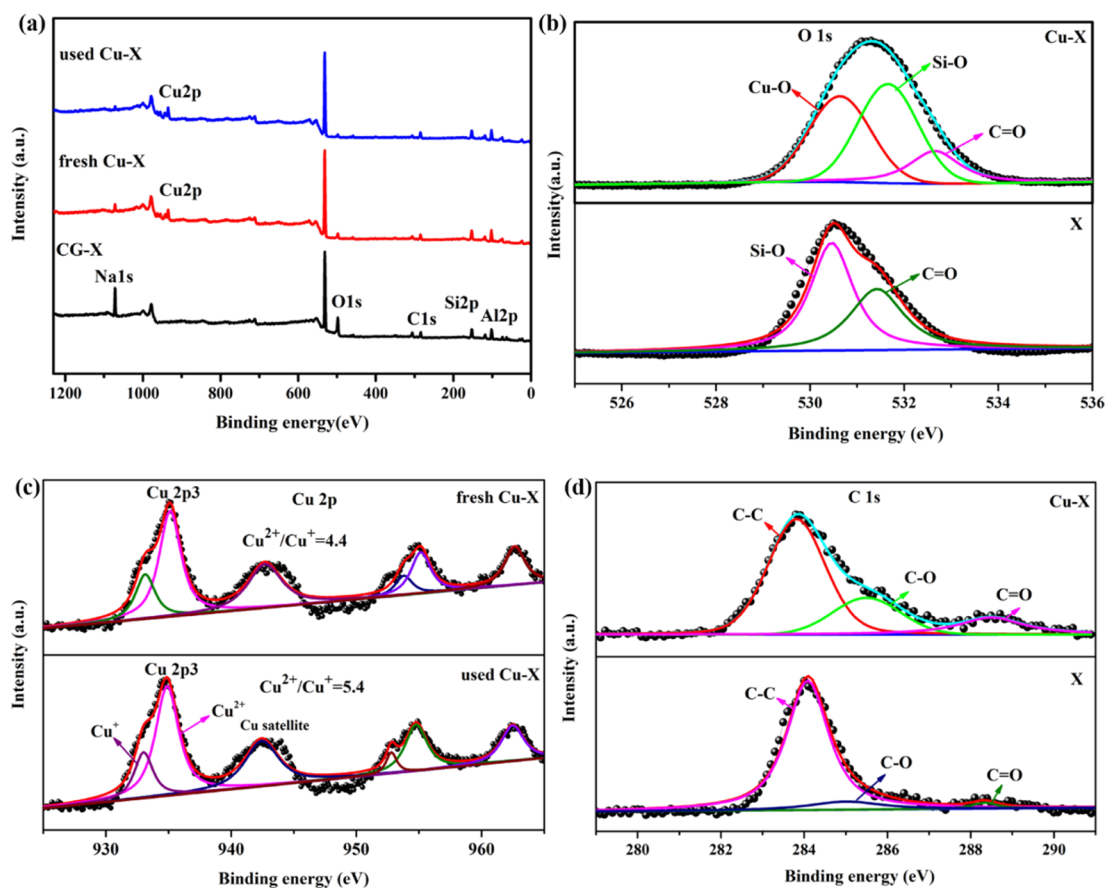 (a)
used Cu-X
Cu2p
fresh Cu-X
Cu2p
CG-X
Na1s
O1s
C1s
Si2p
Al2p
Intensity (a.u.)
1200 1000 800 600 400 200 0
Binding energy(eV)
(b)
O 1s
Cu-X
Si-O
Cu-O
C=O
X
Si-O
C=O
Intensity(a.u.)
526 528 530 532 534 536
Binding energy (eV)
(c)
Cu 2p3
Cu 2p
fresh Cu-X
Cu²⁺/Cu⁺=4.4
Cu 2p3
used Cu-X
Cu²⁺/Cu⁺=5.4
Cu⁺
Cu²⁺
Cu satellite
Intensity (a.u.)
930 940 950 960
Binding energy (eV)
(d)
C 1s
Cu-X
C-C
C-O
C=O
X
C-C
C-O
C=O
Intensity (a.u.)
280 282 284 286 288 290
Binding energy (eV)